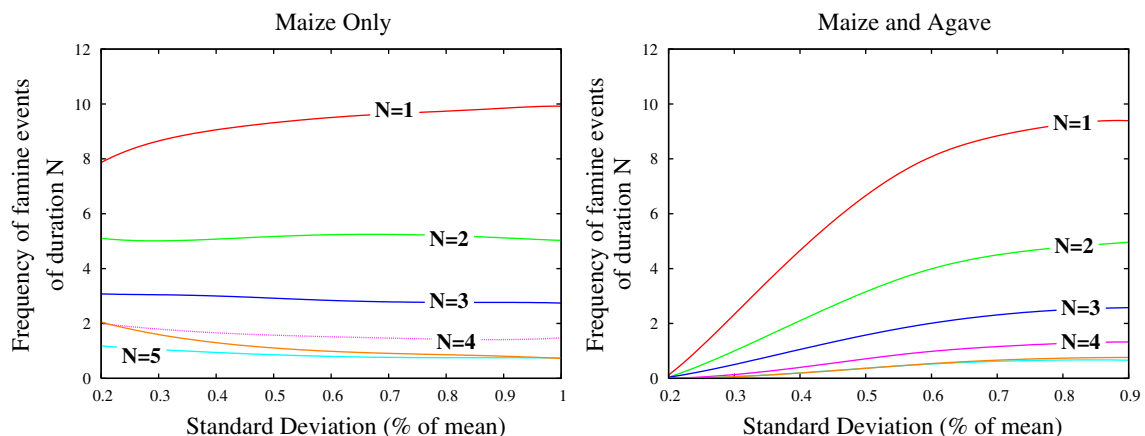 Maize Only
Frequency of famine events
of duration N
12
10
8
6
4
2
0
N=1
N=2
N=3
N=4
N=5
0.2 0.3 0.4 0.5 0.6 0.7 0.8 0.9 1
Standard Deviation (% of mean)
Maize and Agave
Frequency of famine events
of duration N
12
10
8
6
4
2
0
N=1
N=2
N=3
N=4
0.2 0.3 0.4 0.5 0.6 0.7 0.8 0.9
Standard Deviation (% of mean)